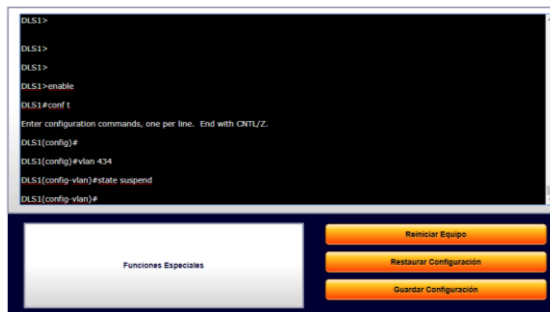 DLS1>
DLS1>
DLS1>
DLS1>enable
DLS1#conf t
Enter configuration commands, one per line.  End with CNTL/Z.
DLS1(config)#
DLS1(config)#vlan 434
DLS1(config-vlan)#state suspend
DLS1(config-vlan)#
Reiniciar Equipo
Funciones Especiales
Restaurar Configuración
Guardar Configuración